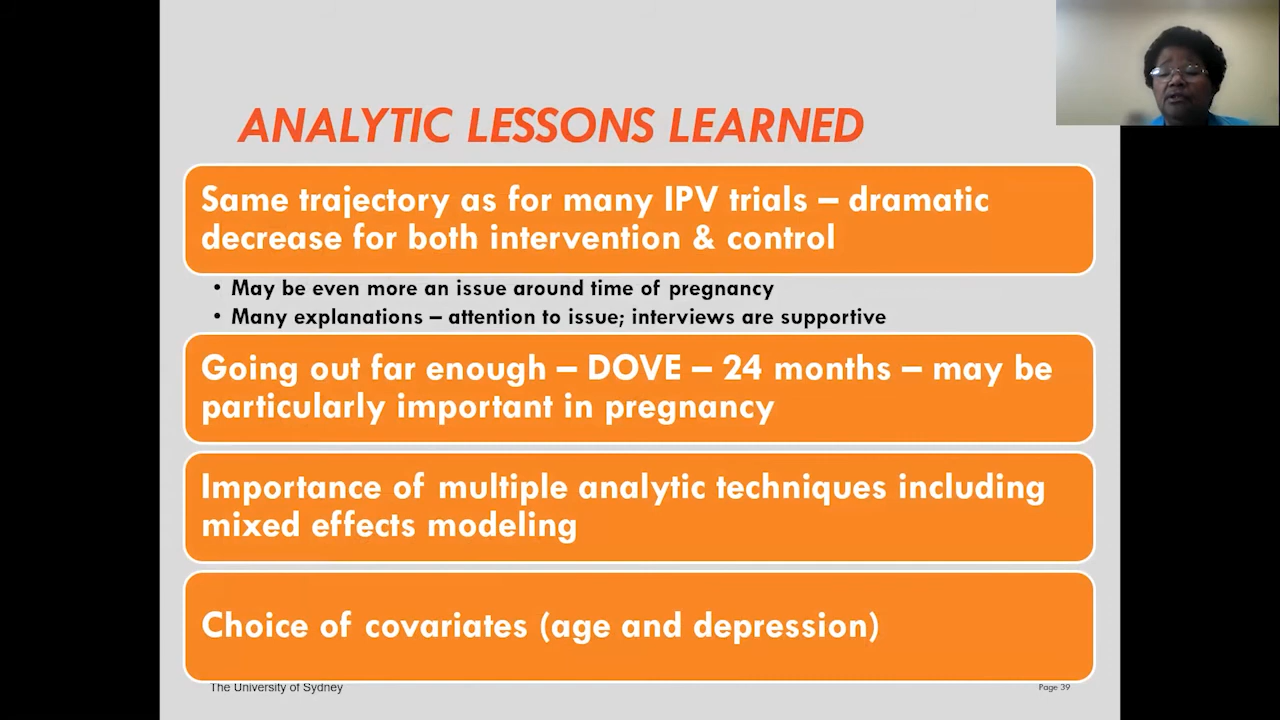 ANALYTIC LESSONS LEARNED
Same trajectory as for many IPV trials – dramatic
decrease for both intervention & control
• May be even more an issue around time of pregnancy
• Many explanations – attention to issue; interviews are supportive
Going out far enough – DOVE – 24 months – may be
particularly important in pregnancy
Importance of multiple analytic techniques including
mixed effects modeling
Choice of covariates (age and depression)
The University of Sydney
Page 39